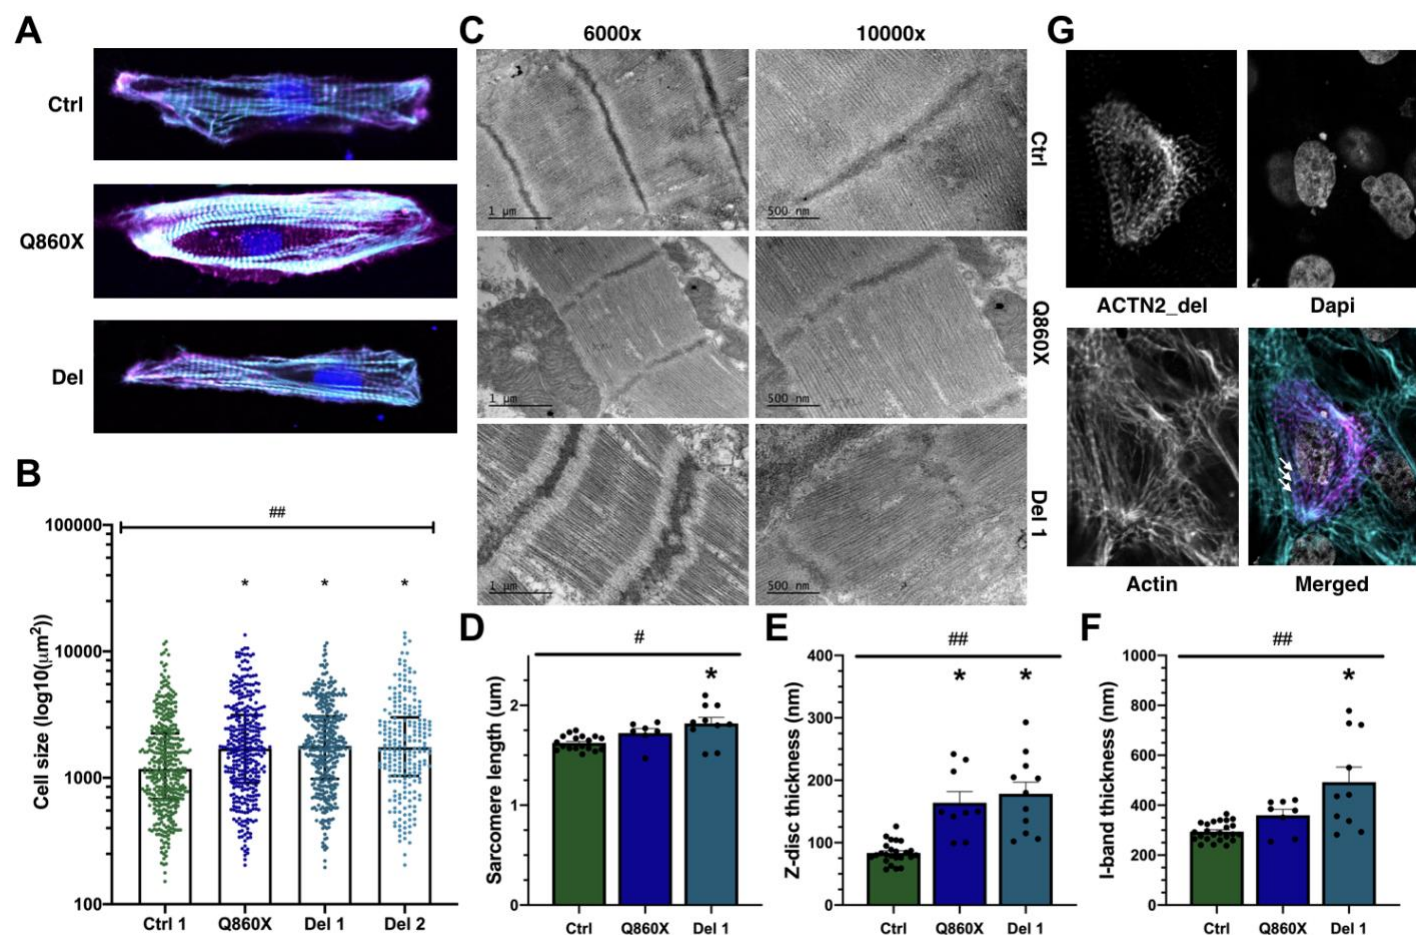 A
Ctrl
Q860X
Del
B
Cell size (log10(µm²))
100000
10000
1000
100
##
* * *
Ctrl 1 Q860X Del 1 Del 2
C
6000x 10000x
1 µm 500 nm
Ctrl
1 µm 500 nm
Q860X
1 µm 500 nm
Del 1
D
Sarcomere length (um)
2
1
0
#
*
Ctrl Q860X Del 1
E
Z-disc thickness (nm)
400
300
200
100
0
##
* *
Ctrl Q860X Del 1
F
I-band thickness (nm)
1000
800
600
400
200
0
##
*
Ctrl Q860X Del 1
G
ACTN2_del Dapi
Actin Merged